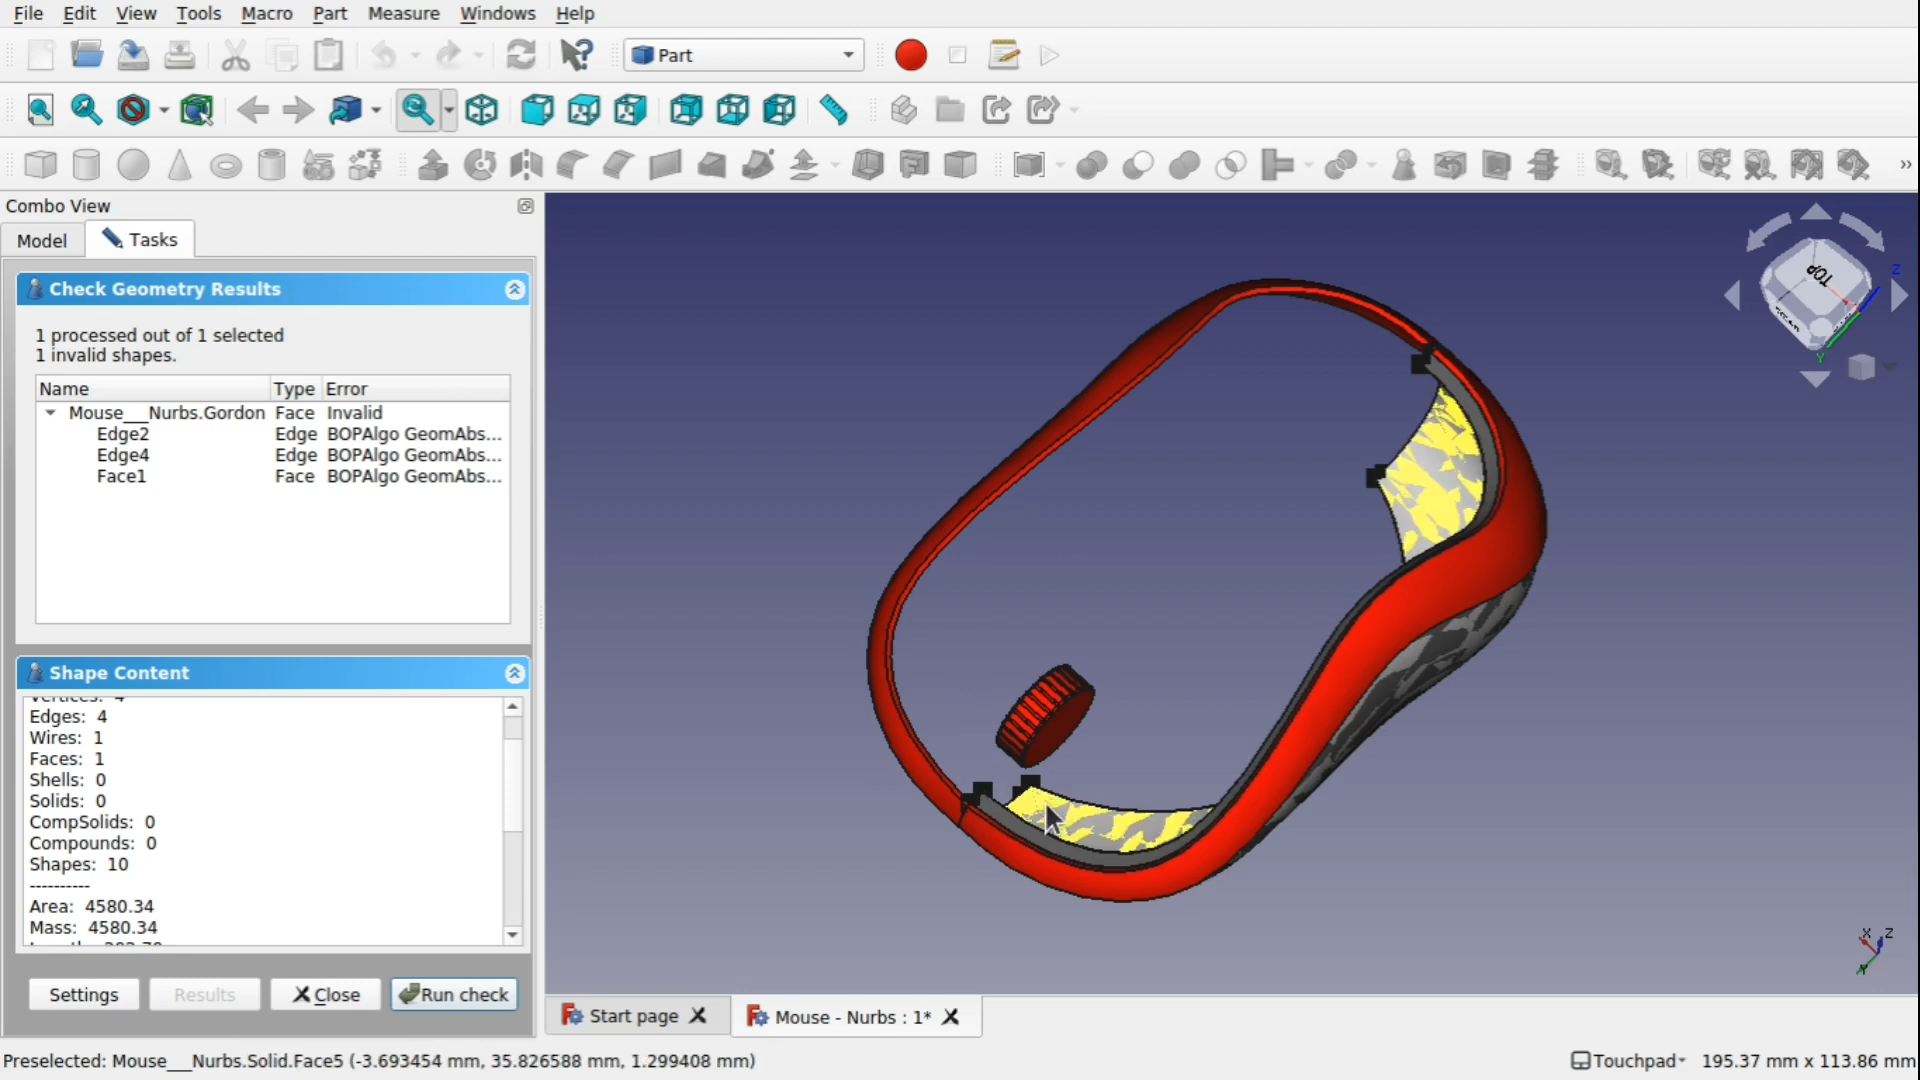 File Edit View Tools Macro Part Measure Windows Help
Part
Combo View
Model Tasks
Check Geometry Results
1 processed out of 1 selected
1 invalid shapes.
Name Type Error
Mouse___Nurbs.Gordon Face Invalid
Edge2 Edge BOPAlgo GeomAbs...
Edge4 Edge BOPAlgo GeomAbs...
Face1 Face BOPAlgo GeomAbs...
Shape Content
Vertices: 4
Edges: 4
Wires: 1
Faces: 1
Shells: 0
Solids: 0
CompSolids: 0
Compounds: 0
Shapes: 10
----------
Area: 4580.34
Mass: 4580.34
Settings Results Close Run check
TOP
Z
Y
X Z
Y
Start page Mouse - Nurbs : 1*
Preselected: Mouse___Nurbs.Solid.Face5 (-3.693454 mm, 35.826588 mm, 1.299408 mm)
Touchpad 195.37 mm x 113.86 mm